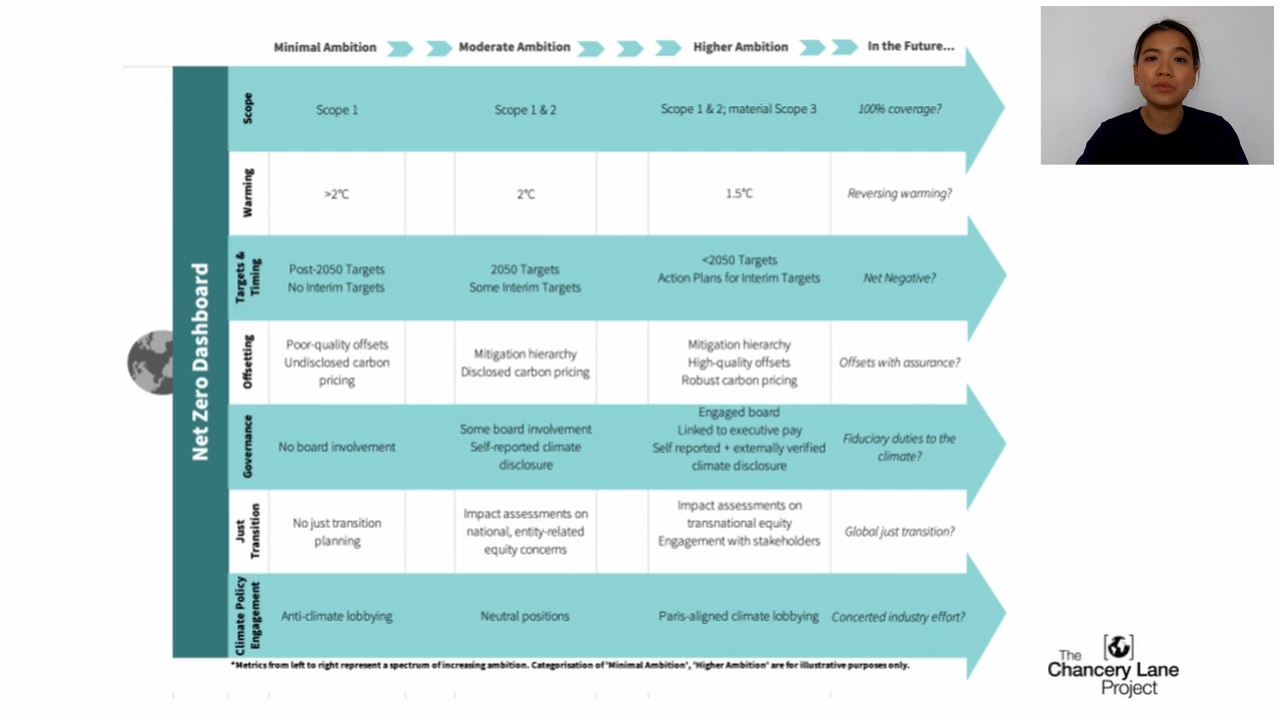 Minimal Ambition
Moderate Ambition
Higher Ambition
In the Future...
Net Zero Dashboard
Scope
Scope 1
Scope 1 & 2
Scope 1 & 2; material Scope 3
100% coverage?
Warming
>2°C
2°C
1.5°C
Reversing warming?
Targets &
Timing
Post-2050 Targets
No Interim Targets
2050 Targets
Some Interim Targets
<2050 Targets
Action Plans for Interim Targets
Net Negative?
Offsetting
Poor-quality offsets
Undisclosed carbon
pricing
Mitigation hierarchy
Disclosed carbon pricing
Mitigation hierarchy
High-quality offsets
Robust carbon pricing
Offsets with assurance?
Governance
No board involvement
Some board involvement
Self-reported climate
disclosure
Engaged board
Linked to executive pay
Self reported + externally verified
climate disclosure
Fiduciary duties to the
climate?
Just
Transition
No just transition
planning
Impact assessments on
national, entity-related
equity concerns
Impact assessments on
transnational equity
Engagement with stakeholders
Global just transition?
Climate Policy
Engagement
Anti-climate lobbying
Neutral positions
Paris-aligned climate lobbying
Concerted industry effort?
*Metrics from left to right represent a spectrum of increasing ambition. Categorisation of 'Minimal Ambition', 'Higher Ambition' are for illustrative purposes only.
The
Chancery Lane
Project